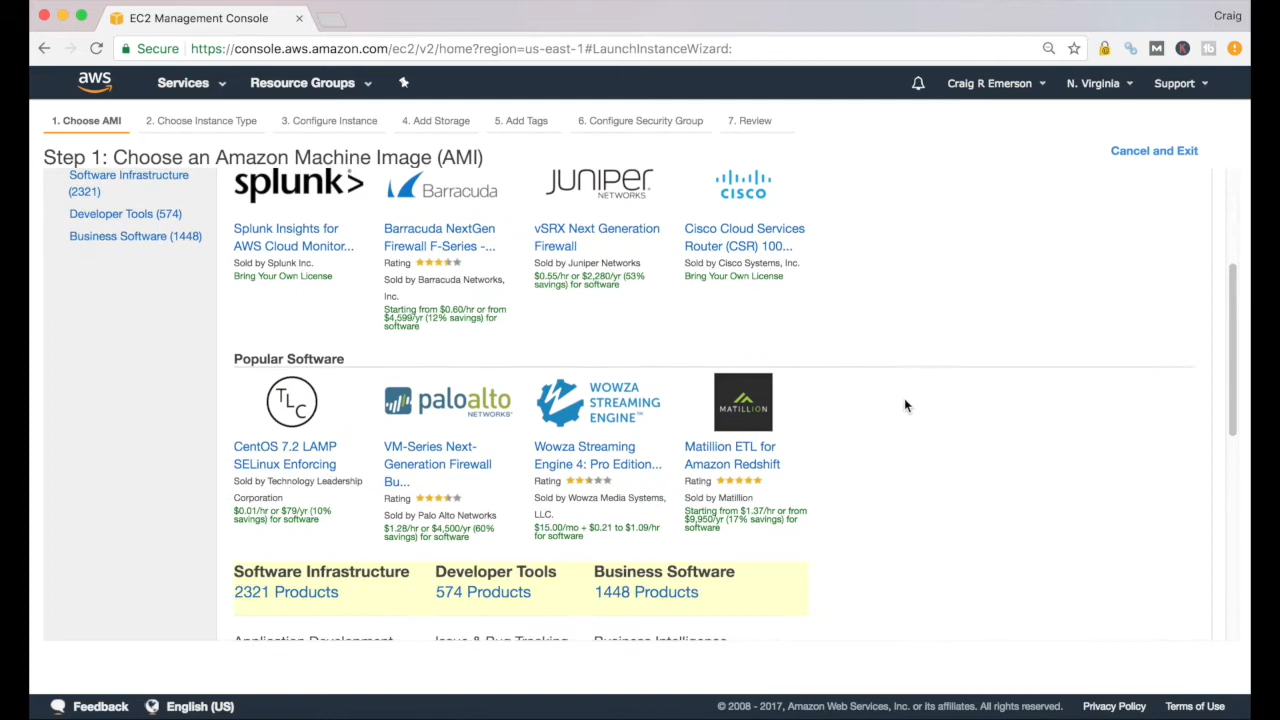 EC2 Management Console
Craig
Secure
https://console.aws.amazon.com/ec2/v2/home?region=us-east-1#LaunchInstanceWizard:
aws
Services
Resource Groups
Craig R Emerson
N. Virginia
Support
1. Choose AMI
2. Choose Instance Type
3. Configure Instance
4. Add Storage
5. Add Tags
6. Configure Security Group
7. Review
Step 1: Choose an Amazon Machine Image (AMI)
Cancel and Exit
Software Infrastructure
(2321)
Developer Tools (574)
Business Software (1448)
splunk>
Splunk Insights for
AWS Cloud Monitor...
Sold by Splunk Inc.
Bring Your Own License
Barracuda
Barracuda NextGen
Firewall F-Series -...
Rating
Sold by Barracuda Networks,
Inc.
Starting from $0.60/hr or from
$4,599/yr (12% savings) for
software
JUNIPER
NETWORKS
vSRX Next Generation
Firewall
Sold by Juniper Networks
$0.55/hr or $2,280/yr (53%
savings) for software
CISCO
Cisco Cloud Services
Router (CSR) 100...
Sold by Cisco Systems, Inc.
Bring Your Own License
Popular Software
TLC
CentOS 7.2 LAMP
SELinux Enforcing
Sold by Technology Leadership
Corporation
$0.01/hr or $79/yr (10%
savings) for software
paloalto
NETWORKS
VM-Series Next-
Generation Firewall
Bu...
Rating
Sold by Palo Alto Networks
$1.28/hr or $4,500/yr (60%
savings) for software
WOWZA
STREAMING
ENGINE™
Wowza Streaming
Engine 4: Pro Edition...
Rating
Sold by Wowza Media Systems,
LLC.
$15.00/mo + $0.21 to $1.09/hr
for software
MATILLION
Matillion ETL for
Amazon Redshift
Rating
Sold by Matillion
Starting from $1.37/hr or from
$9,950/yr (17% savings) for
software
Software Infrastructure
2321 Products
Developer Tools
574 Products
Business Software
1448 Products
Application Development
Issue & Bug Tracking
Business Intelligence
Feedback
English (US)
© 2008 - 2017, Amazon Web Services, Inc. or its affiliates. All rights reserved.
Privacy Policy
Terms of Use